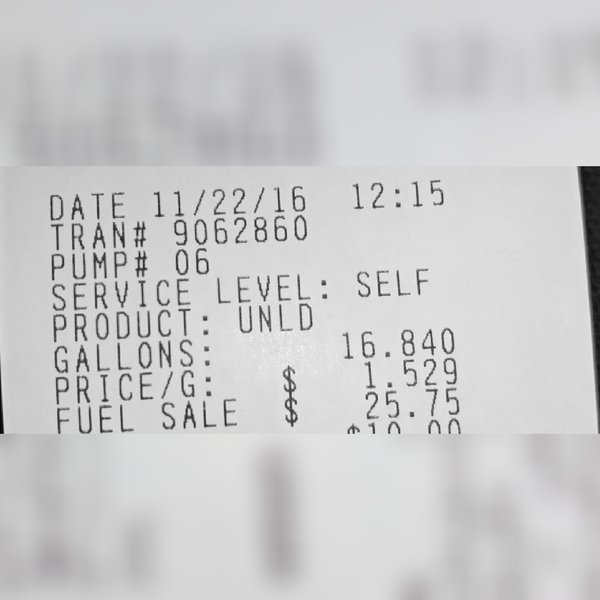 DATE 11/22/16 12:15
TRAN# 9062860
PUMP# 06
SERVICE LEVEL: SELF
PRODUCT: UNLD
GALLONS: 16.840
PRICE/G: $ 1.529
FUEL SALE $ 25.75